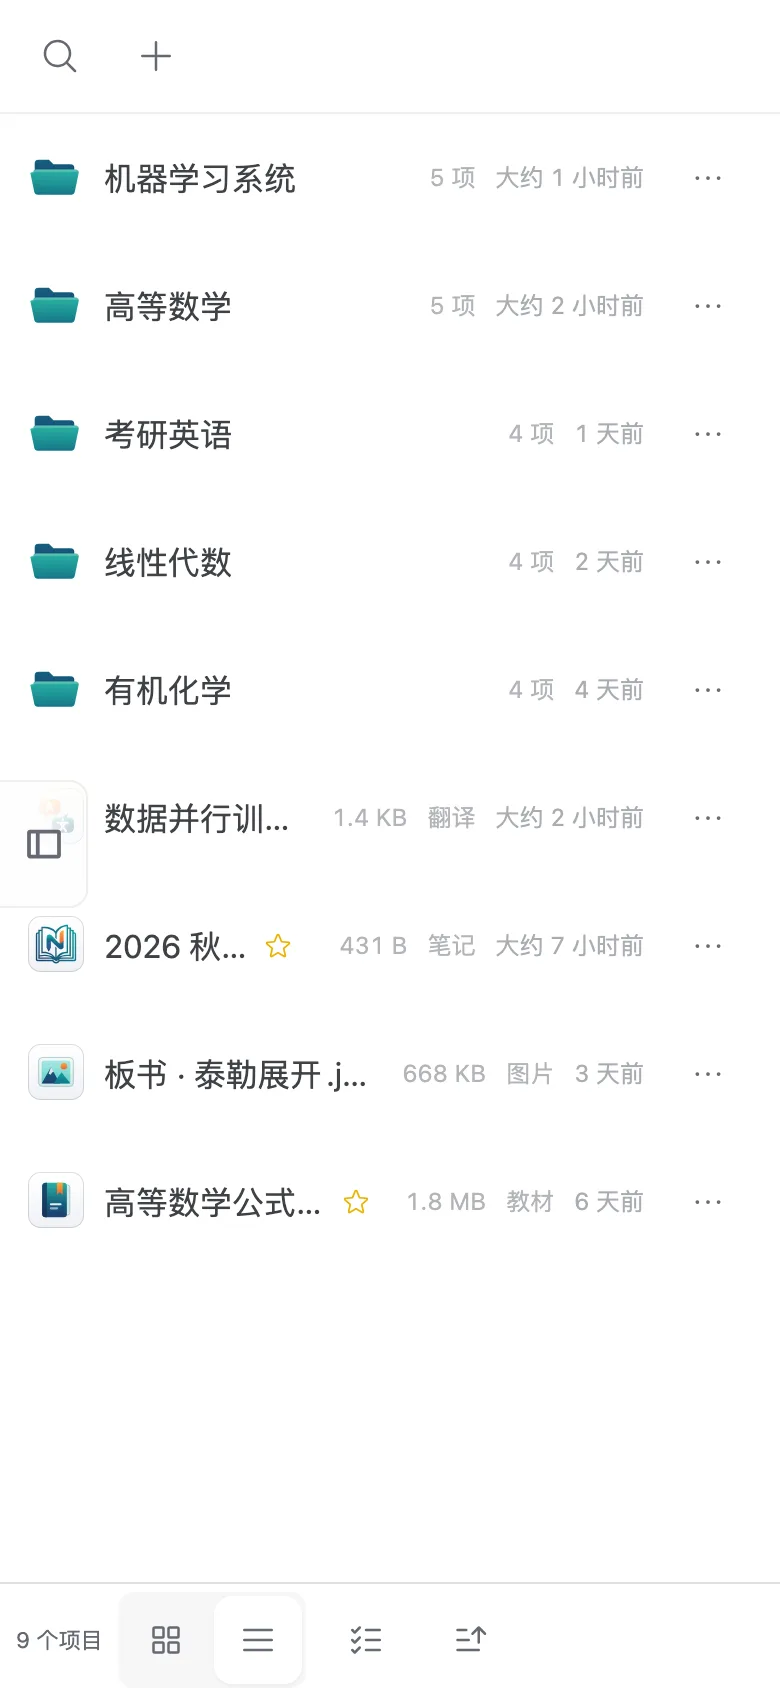 机器学习系统 5 项 大约 1 小时前
高等数学 5 项 大约 2 小时前
考研英语 4 项 1 天前
线性代数 4 项 2 天前
有机化学 4 项 4 天前
数据并行训... 1.4 KB 翻译 大约 2 小时前
2026 秋... 431 B 笔记 大约 7 小时前
板书 · 泰勒展开.j... 668 KB 图片 3 天前
高等数学公式... 1.8 MB 教材 6 天前
9 个项目